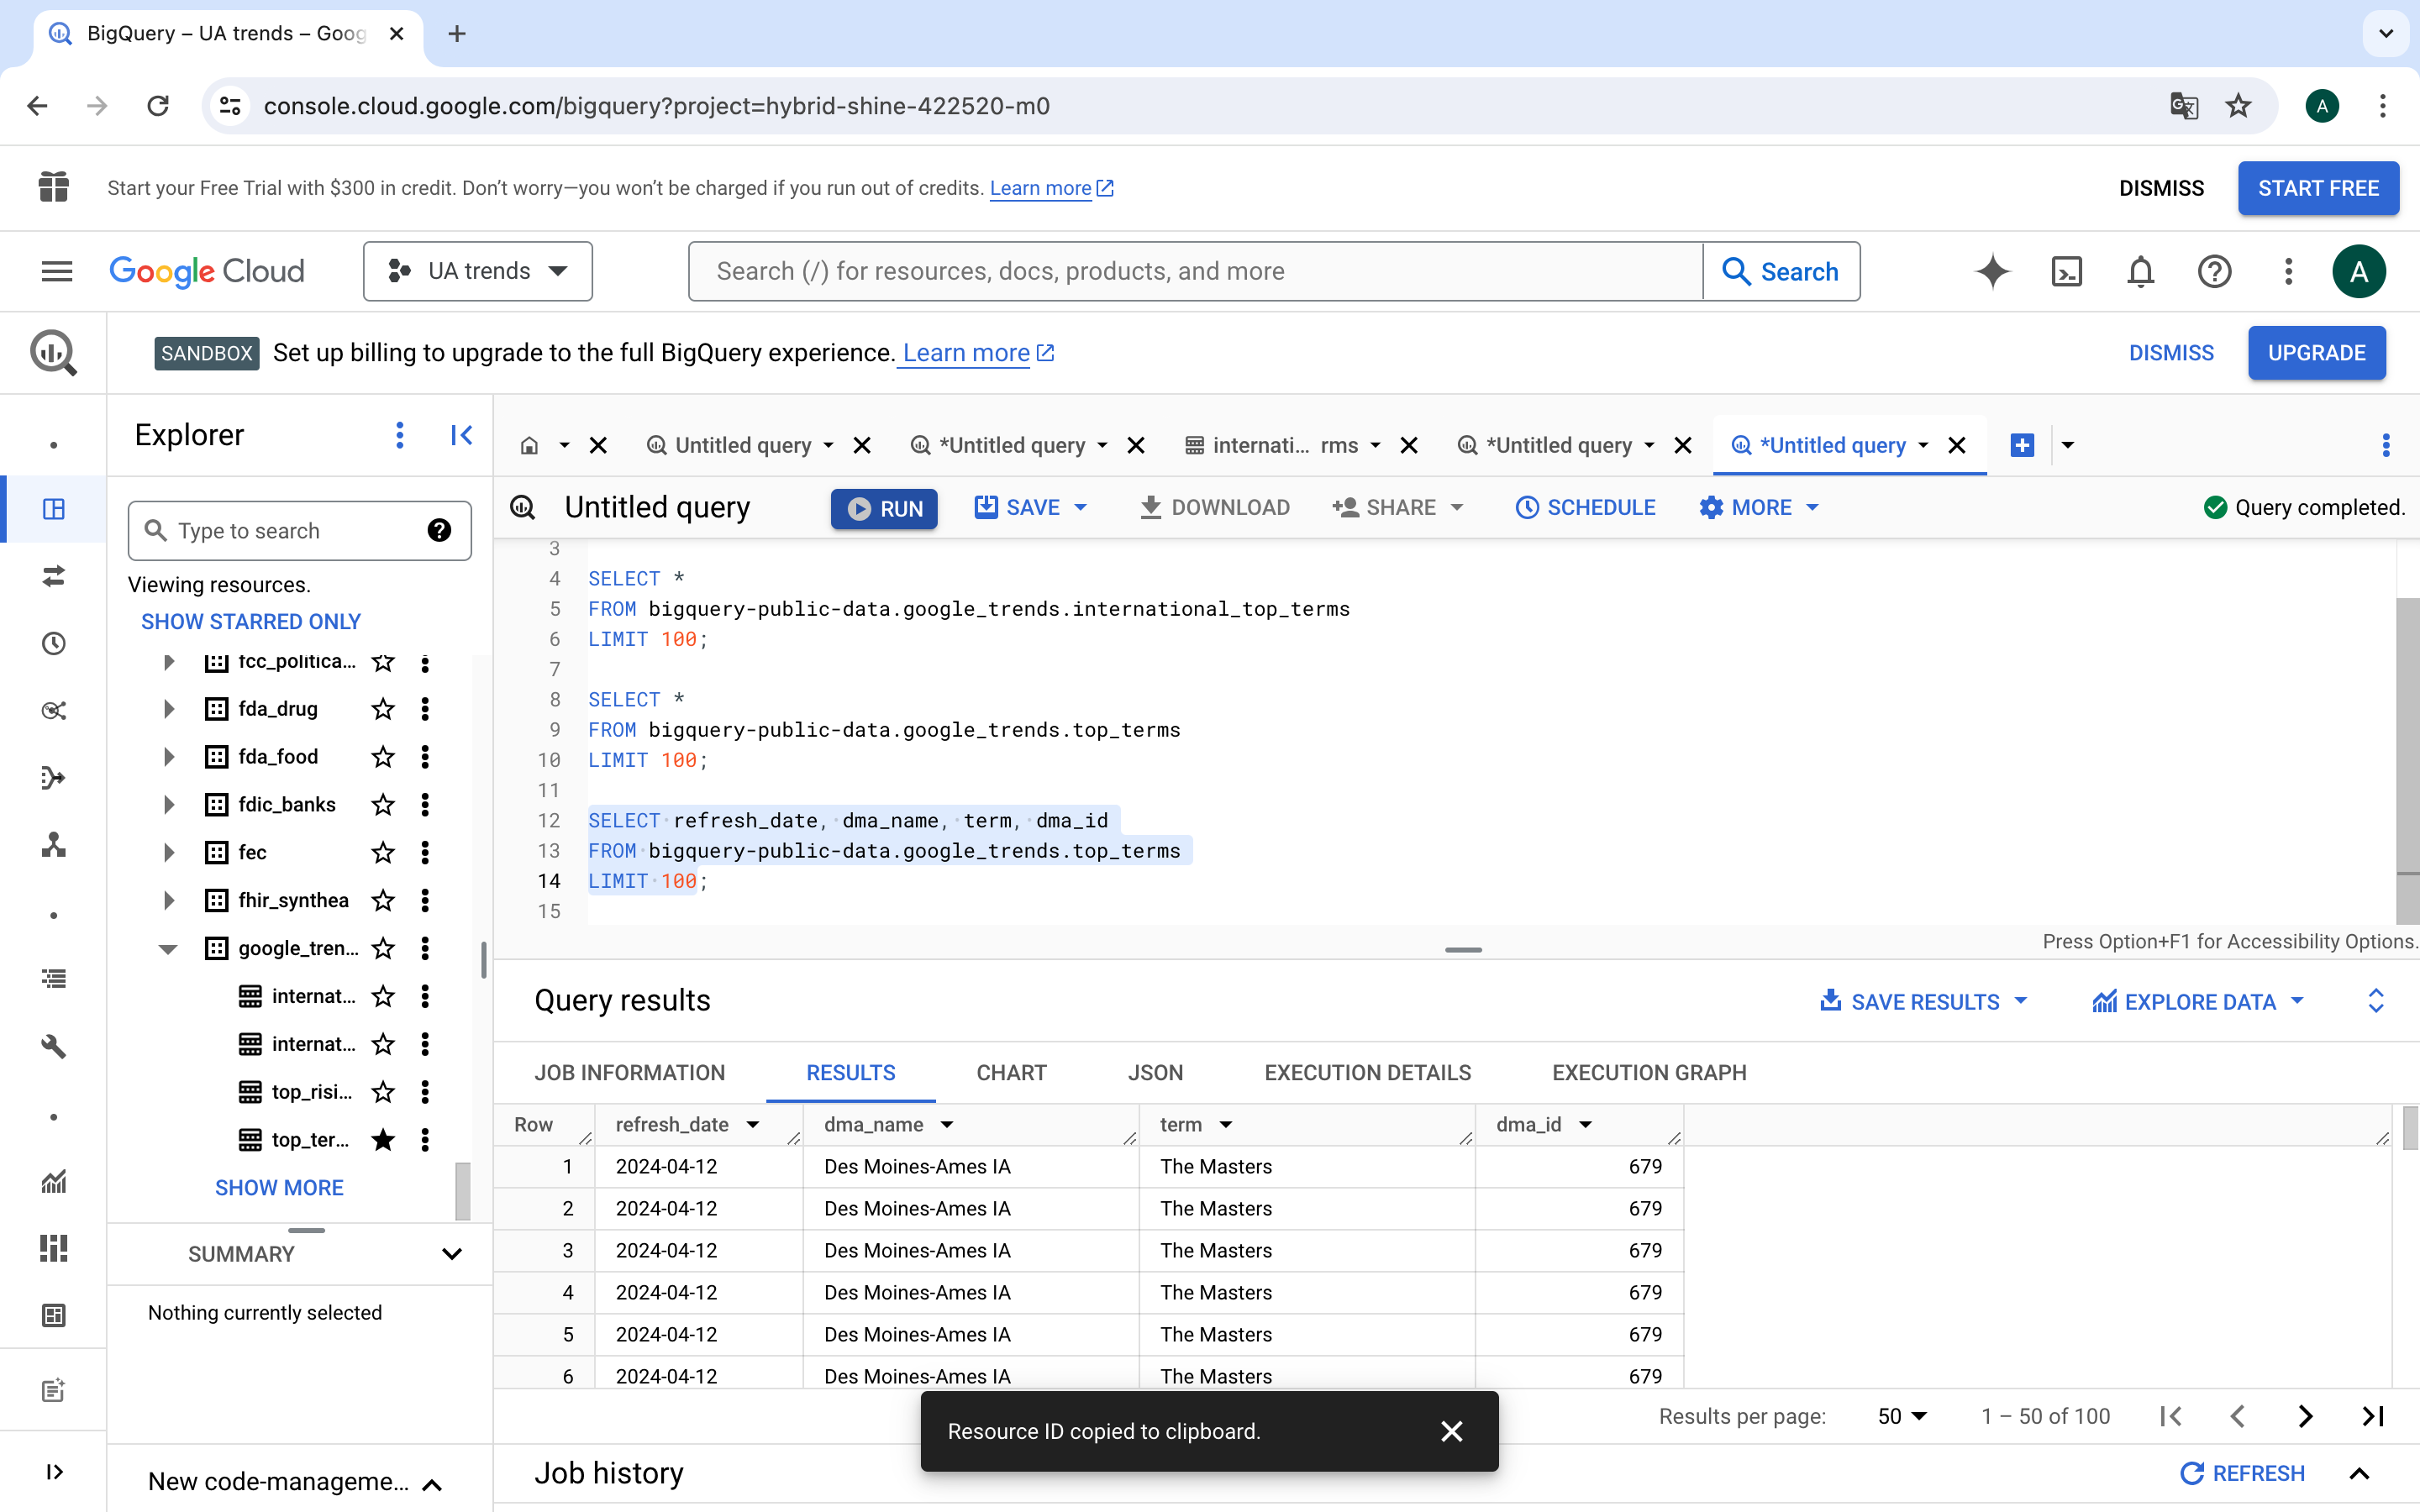 BigQuery – UA trends – Goog
console.cloud.google.com/bigquery?project=hybrid-shine-422520-m0
A
Start your Free Trial with $300 in credit. Don’t worry—you won’t be charged if you run out of credits. Learn more
DISMISS
START FREE
Google Cloud
UA trends
Search (/) for resources, docs, products, and more
Search
A
SANDBOX
Set up billing to upgrade to the full BigQuery experience. Learn more
DISMISS
UPGRADE
Explorer
Untitled query
*Untitled query
internati... rms
*Untitled query
*Untitled query
Untitled query
RUN
SAVE
DOWNLOAD
SHARE
SCHEDULE
MORE
Query completed.
Type to search
Viewing resources.
SHOW STARRED ONLY
fcc_politica...
fda_drug
fda_food
fdic_banks
fec
fhir_synthea
google_tren...
internat...
internat...
top_risi...
top_ter...
SHOW MORE
SUMMARY
Nothing currently selected
New code-manageme...
3
4 SELECT *
5 FROM bigquery-public-data.google_trends.international_top_terms
6 LIMIT 100;
7
8 SELECT *
9 FROM bigquery-public-data.google_trends.top_terms
10 LIMIT 100;
11
12 SELECT refresh_date, dma_name, term, dma_id
13 FROM bigquery-public-data.google_trends.top_terms
14 LIMIT 100;
15
Press Option+F1 for Accessibility Options.
Query results
SAVE RESULTS
EXPLORE DATA
JOB INFORMATION
RESULTS
CHART
JSON
EXECUTION DETAILS
EXECUTION GRAPH
Row refresh_date dma_name term dma_id
1 2024-04-12 Des Moines-Ames IA The Masters 679
2 2024-04-12 Des Moines-Ames IA The Masters 679
3 2024-04-12 Des Moines-Ames IA The Masters 679
4 2024-04-12 Des Moines-Ames IA The Masters 679
5 2024-04-12 Des Moines-Ames IA The Masters 679
6 2024-04-12 Des Moines-Ames IA The Masters 679
Results per page: 50 1 – 50 of 100
Resource ID copied to clipboard.
Job history
REFRESH